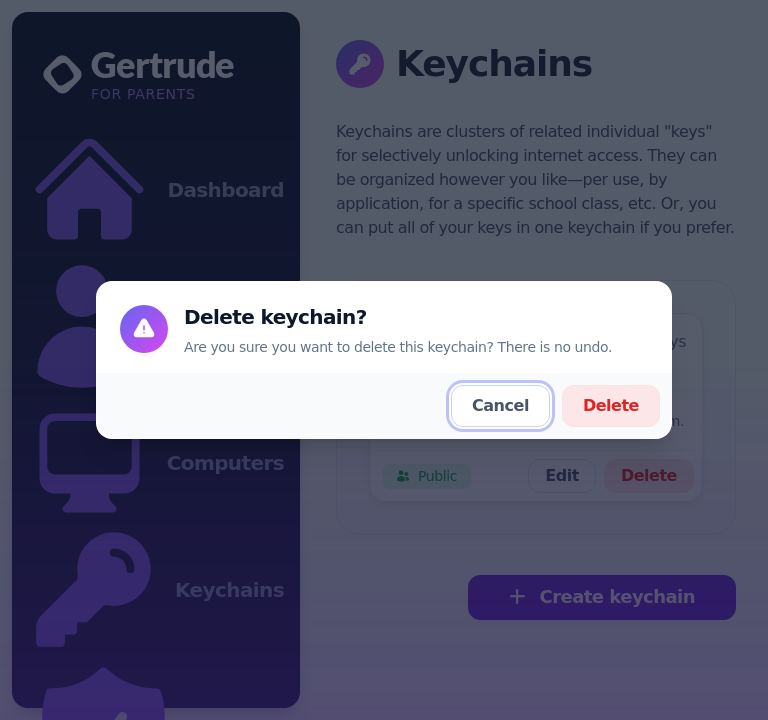 Gertrude
FOR PARENTS
Dashboard
Computers
Keychains
Keychains
Keychains are clusters of related individual "keys"
for selectively unlocking internet access. They can
be organized however you like—per use, by
application, for a specific school class, etc. Or, you
can put all of your keys in one keychain if you prefer.
Delete keychain?
Are you sure you want to delete this keychain? There is no undo.
Cancel
Delete
Public
Edit
Delete
Create keychain